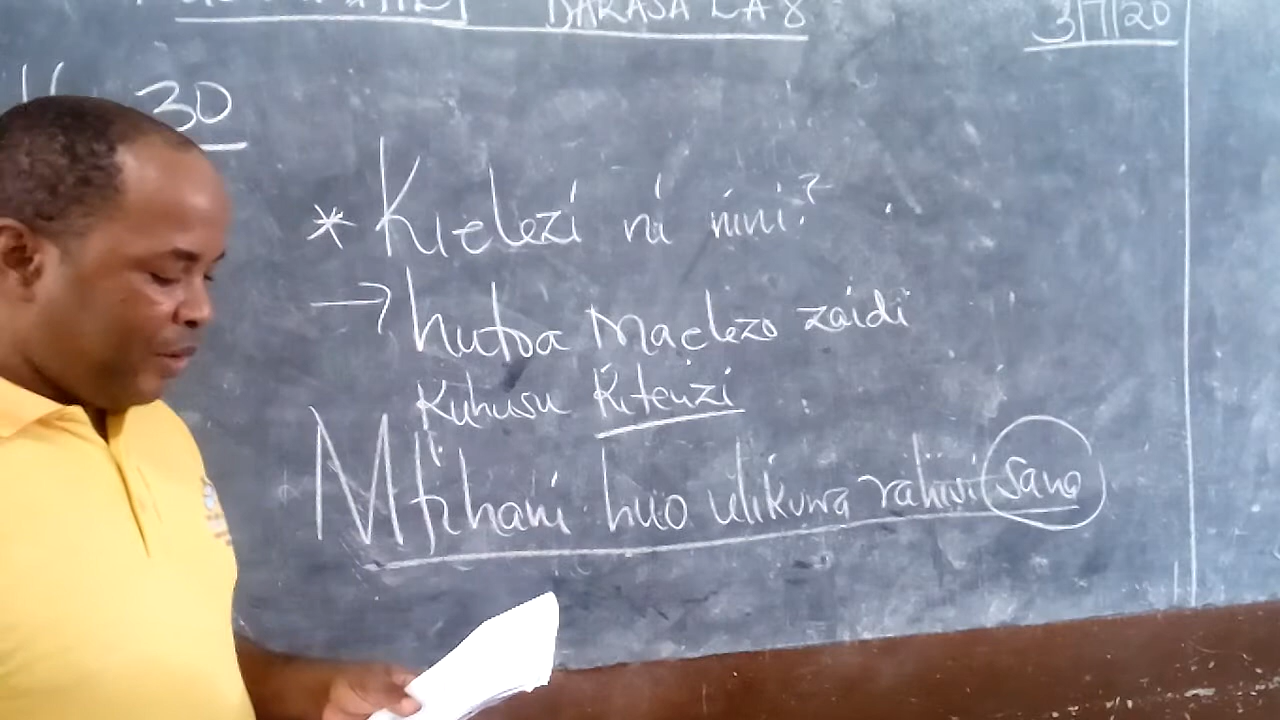 DARASA LA 8
3/7/20
30
* Kielezi ni nini?
→ hutoa Maelezo zaidi
Kuhusu Kitenzi
Mtihani huo ulikuwa rahisi sana